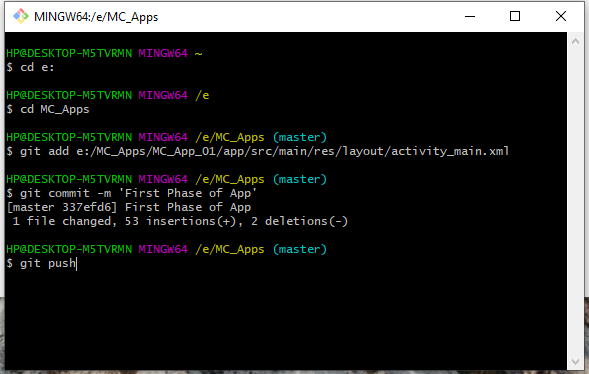 MINGW64:/e/MC_Apps
HP@DESKTOP-M5TVRMN MINGW64 ~
$ cd e:
HP@DESKTOP-M5TVRMN MINGW64 /e
$ cd MC_Apps
HP@DESKTOP-M5TVRMN MINGW64 /e/MC_Apps (master)
$ git add e:/MC_Apps/MC_App_01/app/src/main/res/layout/activity_main.xml
HP@DESKTOP-M5TVRMN MINGW64 /e/MC_Apps (master)
$ git commit -m 'First Phase of App'
[master 337efd6] First Phase of App
 1 file changed, 53 insertions(+), 2 deletions(-)
HP@DESKTOP-M5TVRMN MINGW64 /e/MC_Apps (master)
$ git push